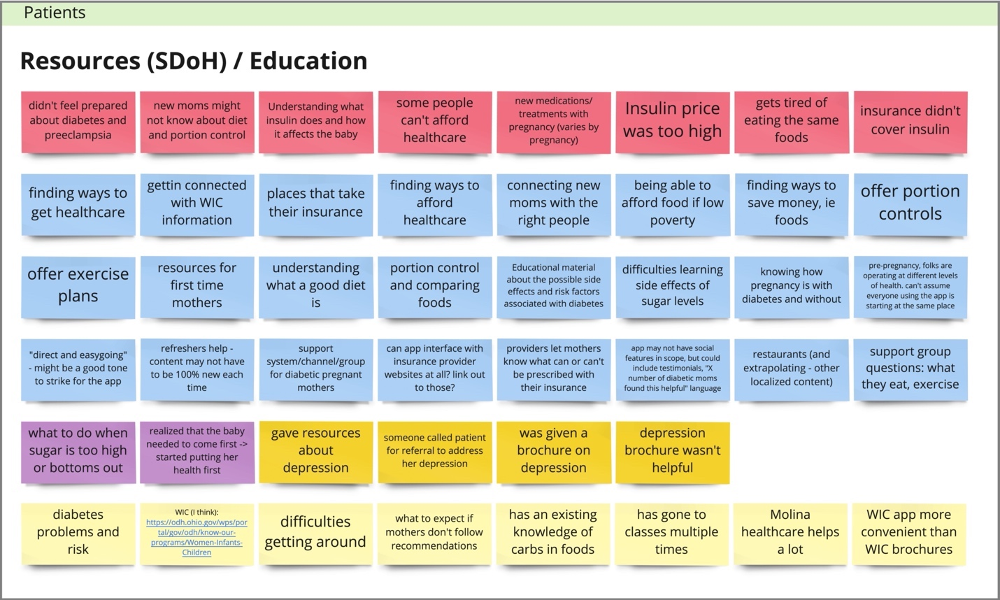 Patients
Resources (SDoH) / Education
didn't feel prepared
about diabetes and
preeclampsia
new moms might
not know about diet
and portion control
Understanding what
insulin does and how
it affects the baby
some people
can't afford
healthcare
new medications/
treatments with
pregnancy (varies by
pregnancy)
Insulin price
was too high
gets tired of
eating the same
foods
insurance didn't
cover insulin
finding ways to
get healthcare
gettin connected
with WIC
information
places that take
their insurance
finding ways to
afford
healthcare
connecting new
moms with the
right people
being able to
afford food if low
poverty
finding ways to
save money, ie
foods
offer portion
controls
offer exercise
plans
resources for
first time
mothers
understanding
what a good diet
is
portion control
and comparing
foods
Educational material
about the possible side
effects and risk factors
associated with diabetes
difficulties learning
side effects of
sugar levels
knowing how
pregnancy is with
diabetes and without
pre-pregnancy, folks are
operating at different levels
of health. can't assume
everyone using the app is
starting at the same place
"direct and easygoing"
- might be a good tone
to strike for the app
refreshers help -
content may not have
to be 100% new each
time
support
system/channel/group
for diabetic pregnant
mothers
can app interface with
insurance provider
websites at all? link out
to those?
providers let mothers
know what can or can't
be prescribed with
their insurance
app may not have social
features in scope, but could
include testimonials, "X
number of diabetic moms
found this helpful" language
restaurants (and
extrapolating - other
localized content)
support group
questions: what
they eat, exercise
what to do when
sugar is too high
or bottoms out
realized that the baby
needed to come first ->
started putting her
health first
gave resources
about
depression
someone called patient
for referral to address
her depression
was given a
brochure on
depression
depression
brochure wasn't
helpful
diabetes
problems and
risk
WIC (I think):
https://odh.ohio.gov/wps/por
tal/gov/odh/know-our-
programs/Women-Infants-
Children
difficulties
getting around
what to expect if
mothers don't follow
recommendations
has an existing
knowledge of
carbs in foods
has gone to
classes multiple
times
Molina
healthcare helps
a lot
WIC app more
convenient than
WIC brochures